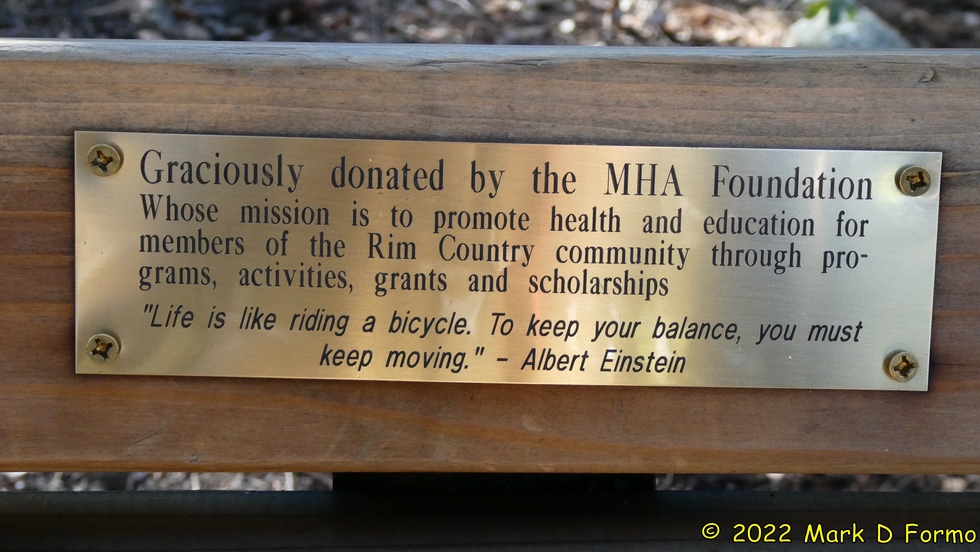 Graciously donated by the MHA Foundation
Whose mission is to promote health and education for
members of the Rim Country community through pro-
grams, activities, grants and scholarships
"Life is like riding a bicycle. To keep your balance, you must
keep moving." - Albert Einstein
© 2022 Mark D Formo